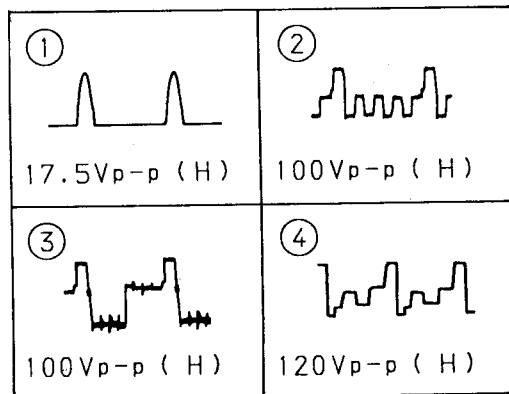 ①
17.5Vp-p ( H )
②
100Vp-p ( H )
③
100Vp-p ( H )
④
120Vp-p ( H )